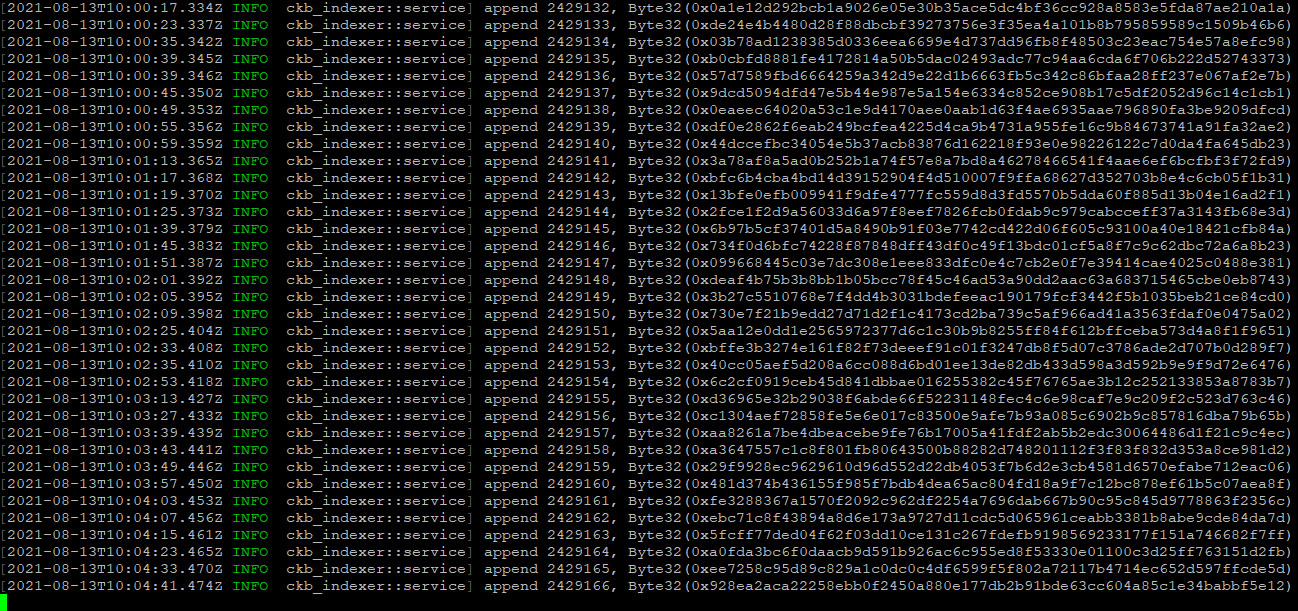 [2021-08-13T10:00:17.334Z INFO  ckb_indexer::service] append 2429132, Byte32(0x0a1e12d292bcb1a9026e05e30b35ace5dc4bf36cc928a8583e5fda87ae210a1a)
[2021-08-13T10:00:23.337Z INFO  ckb_indexer::service] append 2429133, Byte32(0xde24e4b4480d28f88dbcbf39273756e3f35ea4a101b8b795859589c1509b46b6)
[2021-08-13T10:00:35.342Z INFO  ckb_indexer::service] append 2429134, Byte32(0x03b78ad1238385d0336eea6699e4d737dd96fb8f48503c23eac754e57a8efc98)
[2021-08-13T10:00:39.345Z INFO  ckb_indexer::service] append 2429135, Byte32(0xb0cbfd8881fe4172814a50b5dac02493adc77c94aa6cda6f706b222d52743373)
[2021-08-13T10:00:39.346Z INFO  ckb_indexer::service] append 2429136, Byte32(0x57d7589fbd6664259a342d9e22d1b6663fb5c342c86bfaa28ff237e067af2e7b)
[2021-08-13T10:00:45.350Z INFO  ckb_indexer::service] append 2429137, Byte32(0x9dcd5094dfd47e5b44e987e5a154e6334c852ce908b17c5df2052d96c14c1cb1)
[2021-08-13T10:00:49.353Z INFO  ckb_indexer::service] append 2429138, Byte32(0x0eaeec64020a53c1e9d4170aee0aab1d63f4ae6935aae796890fa3be9209dfcd)
[2021-08-13T10:00:55.356Z INFO  ckb_indexer::service] append 2429139, Byte32(0xdf0e2862f6eab249bcfea4225d4ca9b4731a955fe16c9b84673741a91fa32ae2)
[2021-08-13T10:00:59.359Z INFO  ckb_indexer::service] append 2429140, Byte32(0x44dccefbc34054e5b37acb83876d162218f93e0e98226122c7d0da4fa645db23)
[2021-08-13T10:01:13.365Z INFO  ckb_indexer::service] append 2429141, Byte32(0x3a78af8a5ad0b252b1a74f57e8a7bd8a46278466541f4aae6ef6bcfbf3f72fd9)
[2021-08-13T10:01:17.368Z INFO  ckb_indexer::service] append 2429142, Byte32(0xbfc6b4cba4bd14d39152904f4d510007f9ffa68627d352703b8e4c6cb05f1b31)
[2021-08-13T10:01:19.370Z INFO  ckb_indexer::service] append 2429143, Byte32(0x13bfe0efb009941f9dfe4777fc559d8d3fd5570b5dda60f885d13b04e16ad2f1)
[2021-08-13T10:01:25.373Z INFO  ckb_indexer::service] append 2429144, Byte32(0x2fce1f2d9a56033d6a97f8eef7826fcb0fdab9c979cabcceff37a3143fb68e3d)
[2021-08-13T10:01:39.379Z INFO  ckb_indexer::service] append 2429145, Byte32(0x6b97b5cf37401d5a8490b91f03e7742cd422d06f605c93100a40e18421cfb84a)
[2021-08-13T10:01:45.383Z INFO  ckb_indexer::service] append 2429146, Byte32(0x734f0d6bfc74228f87848dff43df0c49f13bdc01cf5a8f7c9c62dbc72a6a8b23)
[2021-08-13T10:01:51.387Z INFO  ckb_indexer::service] append 2429147, Byte32(0x099668445c03e7dc308e1eee833dfc0e4c7cb2e0f7e39414cae4025c0488e381)
[2021-08-13T10:02:01.392Z INFO  ckb_indexer::service] append 2429148, Byte32(0xdeaf4b75b3b8bb1b05bcc78f45c46ad53a90dd2aac63a683715465cbe0eb8743)
[2021-08-13T10:02:05.395Z INFO  ckb_indexer::service] append 2429149, Byte32(0x3b27c5510768e7f4dd4b3031bdefeeac190179fcf3442f5b1035beb21ce84cd0)
[2021-08-13T10:02:09.398Z INFO  ckb_indexer::service] append 2429150, Byte32(0x730e7f21b9edd27d71d2f1c4173cd2ba739c5af966ad41a3563fdaf0e0475a02)
[2021-08-13T10:02:25.404Z INFO  ckb_indexer::service] append 2429151, Byte32(0x5aa12e0dd1e2565972377d6c1c30b9b8255ff84f612bffceba573d4a8f1f9651)
[2021-08-13T10:02:33.408Z INFO  ckb_indexer::service] append 2429152, Byte32(0xbffe3b3274e161f82f73deeef91c01f3247db8f5d07c3786ade2d707b0d289f7)
[2021-08-13T10:02:35.410Z INFO  ckb_indexer::service] append 2429153, Byte32(0x40cc05aef5d208a6cc088d6bd01ee13de82db433d598a3d592b9e9f9d72e6476)
[2021-08-13T10:02:53.418Z INFO  ckb_indexer::service] append 2429154, Byte32(0x6c2cf0919ceb45d841dbbae016255382c45f76765ae3b12c252133853a8783b7)
[2021-08-13T10:03:13.427Z INFO  ckb_indexer::service] append 2429155, Byte32(0xd36965e32b29038f6abde66f52231148fec4c6e98caf7e9c209f2c523d763c46)
[2021-08-13T10:03:27.433Z INFO  ckb_indexer::service] append 2429156, Byte32(0xc1304aef72858fe5e6e017c83500e9afe7b93a085c6902b9c857816dba79b65b)
[2021-08-13T10:03:39.439Z INFO  ckb_indexer::service] append 2429157, Byte32(0xaa8261a7be4dbeacebe9fe76b17005a41fdf2ab5b2edc30064486d1f21c9c4ec)
[2021-08-13T10:03:43.441Z INFO  ckb_indexer::service] append 2429158, Byte32(0xa3647557c1c8f801fb80643500b88282d748201112f3f83f832d353a8ce981d2)
[2021-08-13T10:03:49.446Z INFO  ckb_indexer::service] append 2429159, Byte32(0x29f9928ec9629610d96d552d22db4053f7b6d2e3cb4581d6570efabe712eac06)
[2021-08-13T10:03:57.450Z INFO  ckb_indexer::service] append 2429160, Byte32(0x481d374b436155f985f7bdb4dea65ac804fd18a9f7c12bc878ef61b5c07aea8f)
[2021-08-13T10:04:03.453Z INFO  ckb_indexer::service] append 2429161, Byte32(0xfe3288367a1570f2092c962df2254a7696dab667b90c95c845d9778863f2356c)
[2021-08-13T10:04:07.456Z INFO  ckb_indexer::service] append 2429162, Byte32(0xebc71c8f43894a8d6e173a9727d11cdc5d065961ceabb3381b8abe9cde84da7d)
[2021-08-13T10:04:15.461Z INFO  ckb_indexer::service] append 2429163, Byte32(0x5fcff77ded04f62f03dd10ce131c267fdefb9198569233177f151a746682f7ff)
[2021-08-13T10:04:23.465Z INFO  ckb_indexer::service] append 2429164, Byte32(0xa0fda3bc6f0daacb9d591b926ac6c955ed8f53330e01100c3d25ff763151d2fb)
[2021-08-13T10:04:33.470Z INFO  ckb_indexer::service] append 2429165, Byte32(0xee7258c95d89c829a1c0dc0c4df6599f5f802a72117b4714ec652d597ffcde5d)
[2021-08-13T10:04:41.474Z INFO  ckb_indexer::service] append 2429166, Byte32(0x928ea2aca22258ebb0f2450a880e177db2b91bde63cc604a85c1e34babbf5e12)